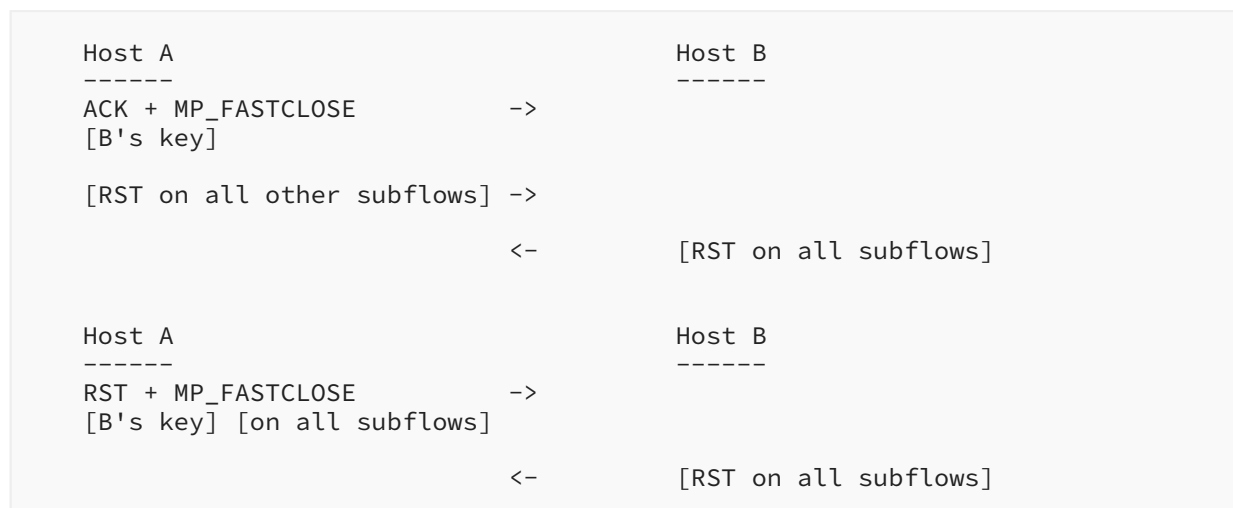 Host A                                  Host B
------                                  ------
ACK + MP_FASTCLOSE          ->
[B's key]
[RST on all other subflows] ->
                            <-          [RST on all subflows]
Host A                                  Host B
------                                  ------
RST + MP_FASTCLOSE          ->
[B's key] [on all subflows]
                            <-          [RST on all subflows]